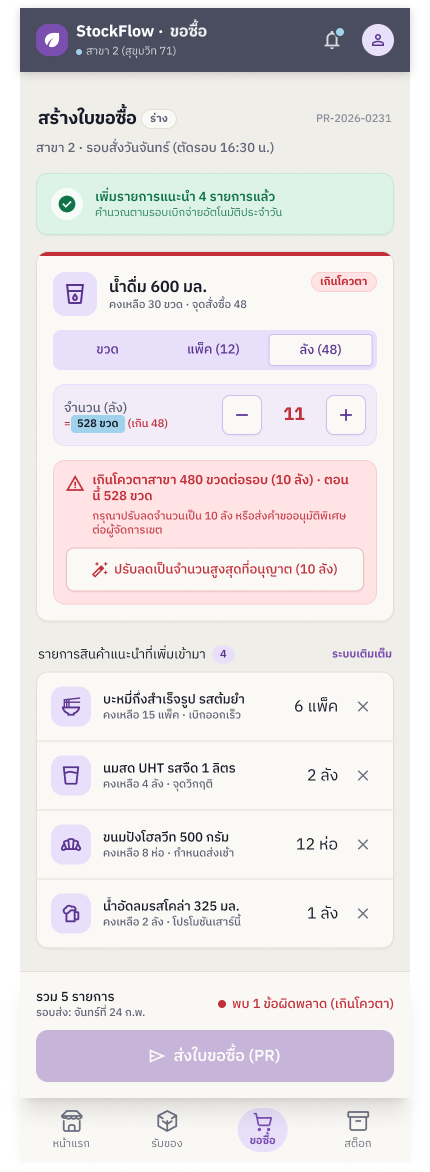 StockFlow · ขอซื้อ
สาขา 2 (สุขุมวิท 71)
สร้างใบขอซื้อ
ร่าง
PR-2026-0231
สาขา 2 · รอบสั่งวันจันทร์ (ตัดรอบ 16:30 น.)
เพิ่มรายการแนะนำ 4 รายการแล้ว
คำนวณตามรอบเบิกจ่ายอัตโนมัติประจำวัน
น้ำดื่ม 600 มล.
คงเหลือ 30 ขวด · จุดสั่งซื้อ 48
เกินโควตา
ขวด
แพ็ค (12)
ลัง (48)
จำนวน (ลัง)
= 528 ขวด (เกิน 48)
− 11 +
เกินโควตาสาขา 480 ขวดต่อรอบ (10 ลัง) · ตอน
นี้ 528 ขวด
กรุณาปรับลดจำนวนเป็น 10 ลัง หรือส่งคำขออนุมัติพิเศษ
ต่อผู้จัดการเขต
ปรับลดเป็นจำนวนสูงสุดที่อนุญาต (10 ลัง)
รายการสินค้าแนะนำที่เพิ่มเข้ามา 4
ระบบเติมเต็ม
บะหมี่กึ่งสำเร็จรูป รสต้มยำ
คงเหลือ 15 แพ็ค · เบิกออกเร็ว
6 แพ็ค
นมสด UHT รสจืด 1 ลิตร
คงเหลือ 4 ลัง · จุดวิกฤติ
2 ลัง
ขนมปังโฮลวีท 500 กรัม
คงเหลือ 8 ห่อ · กำหนดส่งเช้า
12 ห่อ
น้ำอัดลมรสโคล่า 325 มล.
คงเหลือ 2 ลัง · โปรโมชันเสาร์นี้
1 ลัง
รวม 5 รายการ
รอบส่ง: จันทร์ที่ 24 ก.พ.
พบ 1 ข้อผิดพลาด (เกินโควตา)
ส่งใบขอซื้อ (PR)
หน้าแรก
รับของ
ขอซื้อ
สต็อก